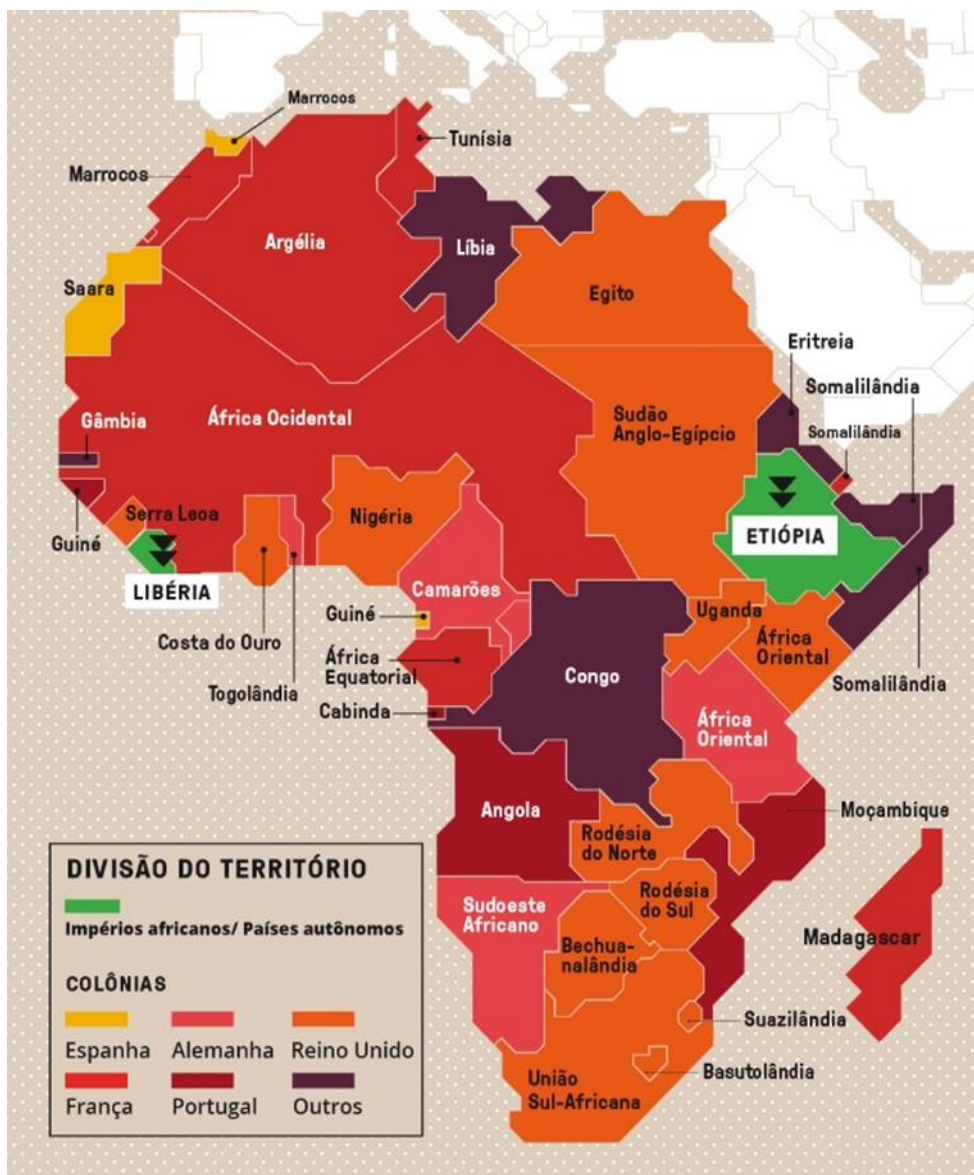 Marrocos
Marrocos
Tunísia
Argélia
Líbia
Egito
Saara
Eritreia
Somalilândia
Somalilândia
Gâmbia
África Ocidental
Sudão
Anglo-Egípcio
Guiné
Serra Leoa
Nigéria
ETIÓPIA
LIBÉRIA
Camarões
Guiné
Uganda
Costa do Ouro
África
Equatorial
África
Oriental
Togolândia
Congo
Somalilândia
Cabinda
África
Oriental
Angola
Moçambique
Rodésia
do Norte
Rodésia
do Sul
Sudoeste
Africano
Bechua-
nalândia
Madagascar
Suazilândia
Basutolândia
União
Sul-Africana
DIVISÃO DO TERRITÓRIO
Impérios africanos/ Países autônomos
COLÔNIAS
Espanha Alemanha Reino Unido
França Portugal Outros